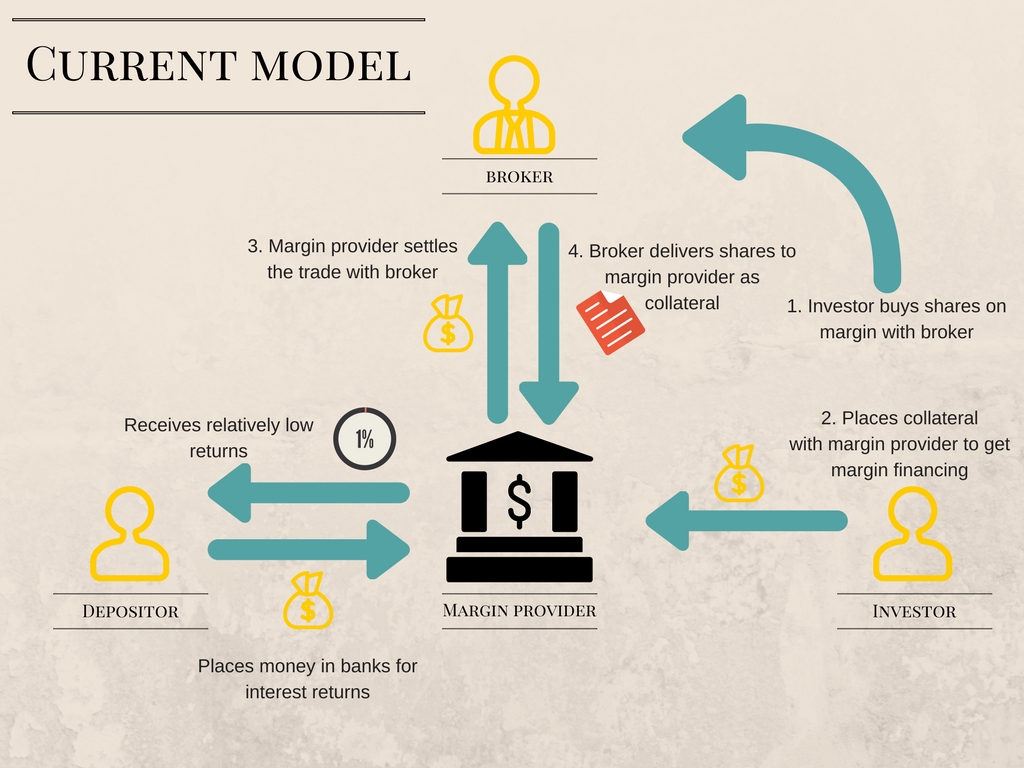 CURRENT MODEL
BROKER
3. Margin provider settles
the trade with broker
$
4. Broker delivers shares to
margin provider as
collateral
1. Investor buys shares on
margin with broker
Receives relatively low
returns
1%
2. Places collateral
with margin provider to get
margin financing
$
$
DEPOSITOR
MARGIN PROVIDER
INVESTOR
$
Places money in banks for
interest returns